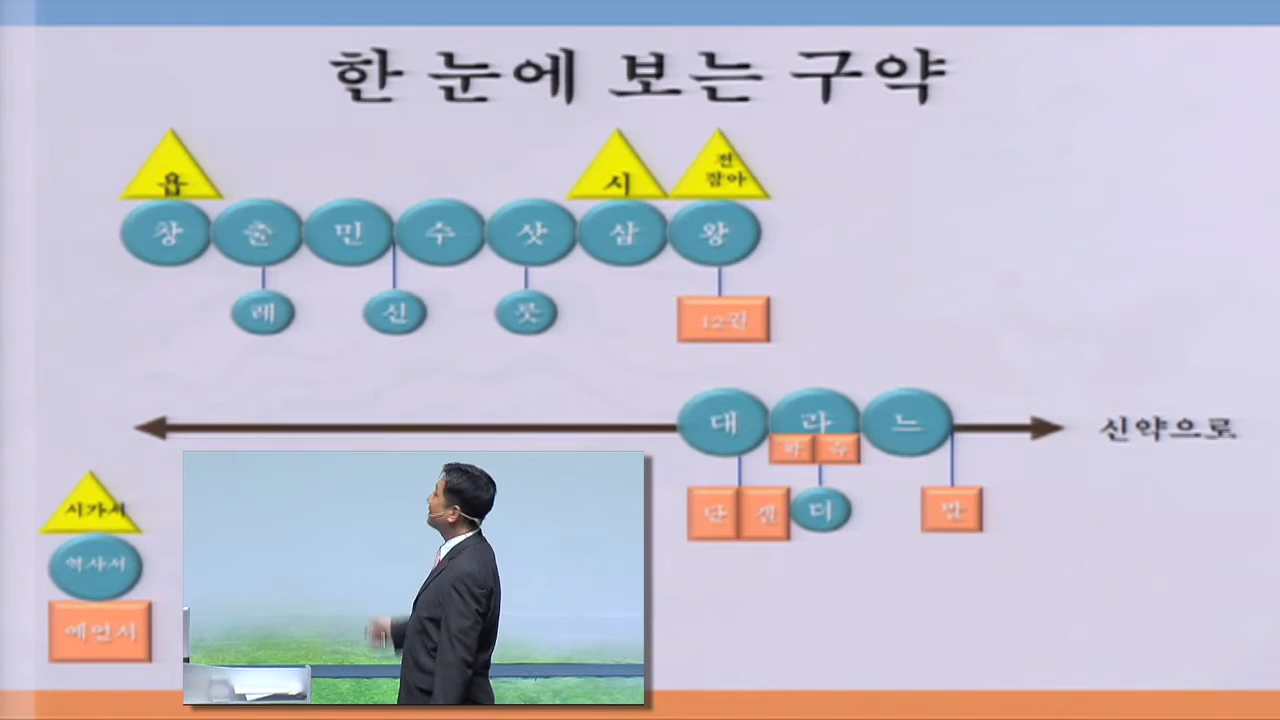 한 눈에 보는 구약
욥
시
전
잠아
창 출 민 수 삿 삼 왕
레 신 룻
12권
대 라 느
학 슥
신약으로
단 겔 더 말
시가서
역사서
예언서